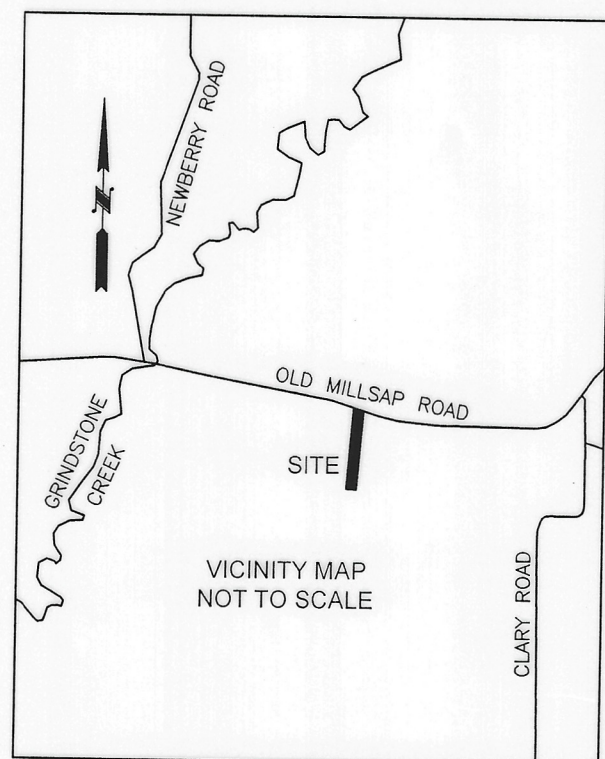 NEWBERRY ROAD
N
OLD MILLSAP ROAD
GRINDSTONE
CREEK
SITE
VICINITY MAP
NOT TO SCALE
CLARY ROAD